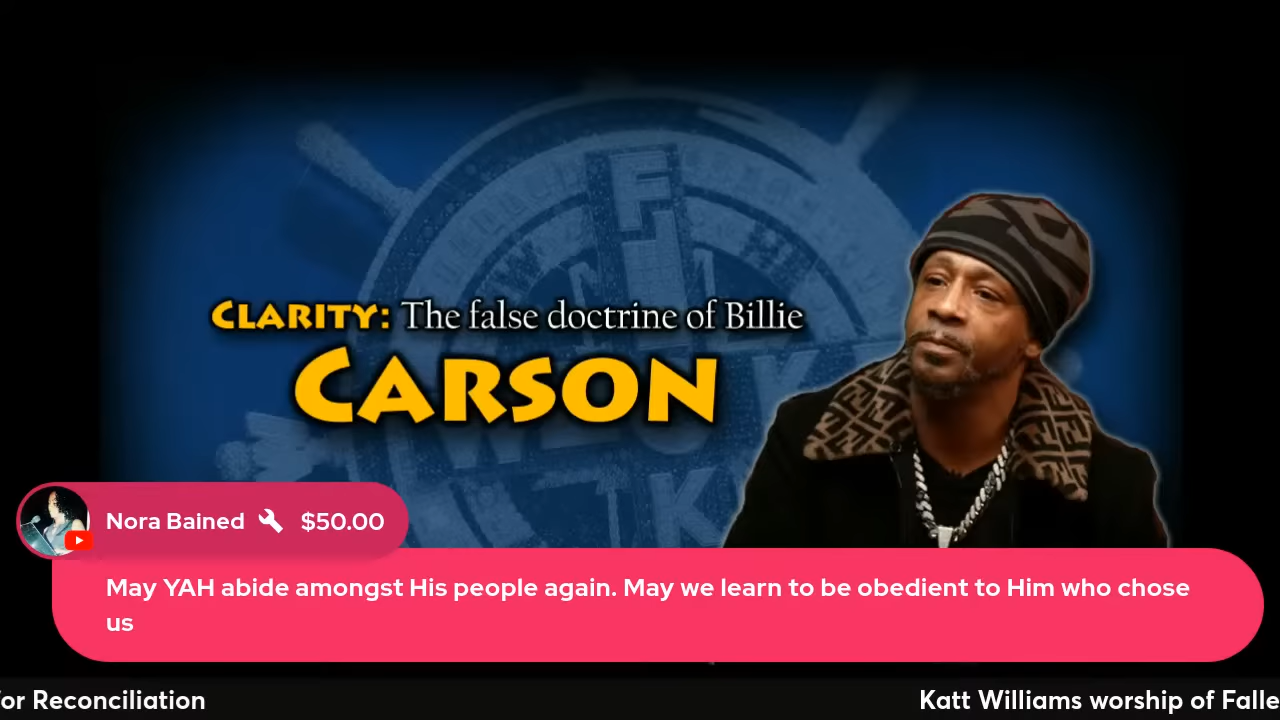 CLARITY: The false doctrine of Billie
CARSON
Nora Bained $50.00
May YAH abide amongst His people again. May we learn to be obedient to Him who chose
us
or Reconciliation
Katt Williams worship of Falle